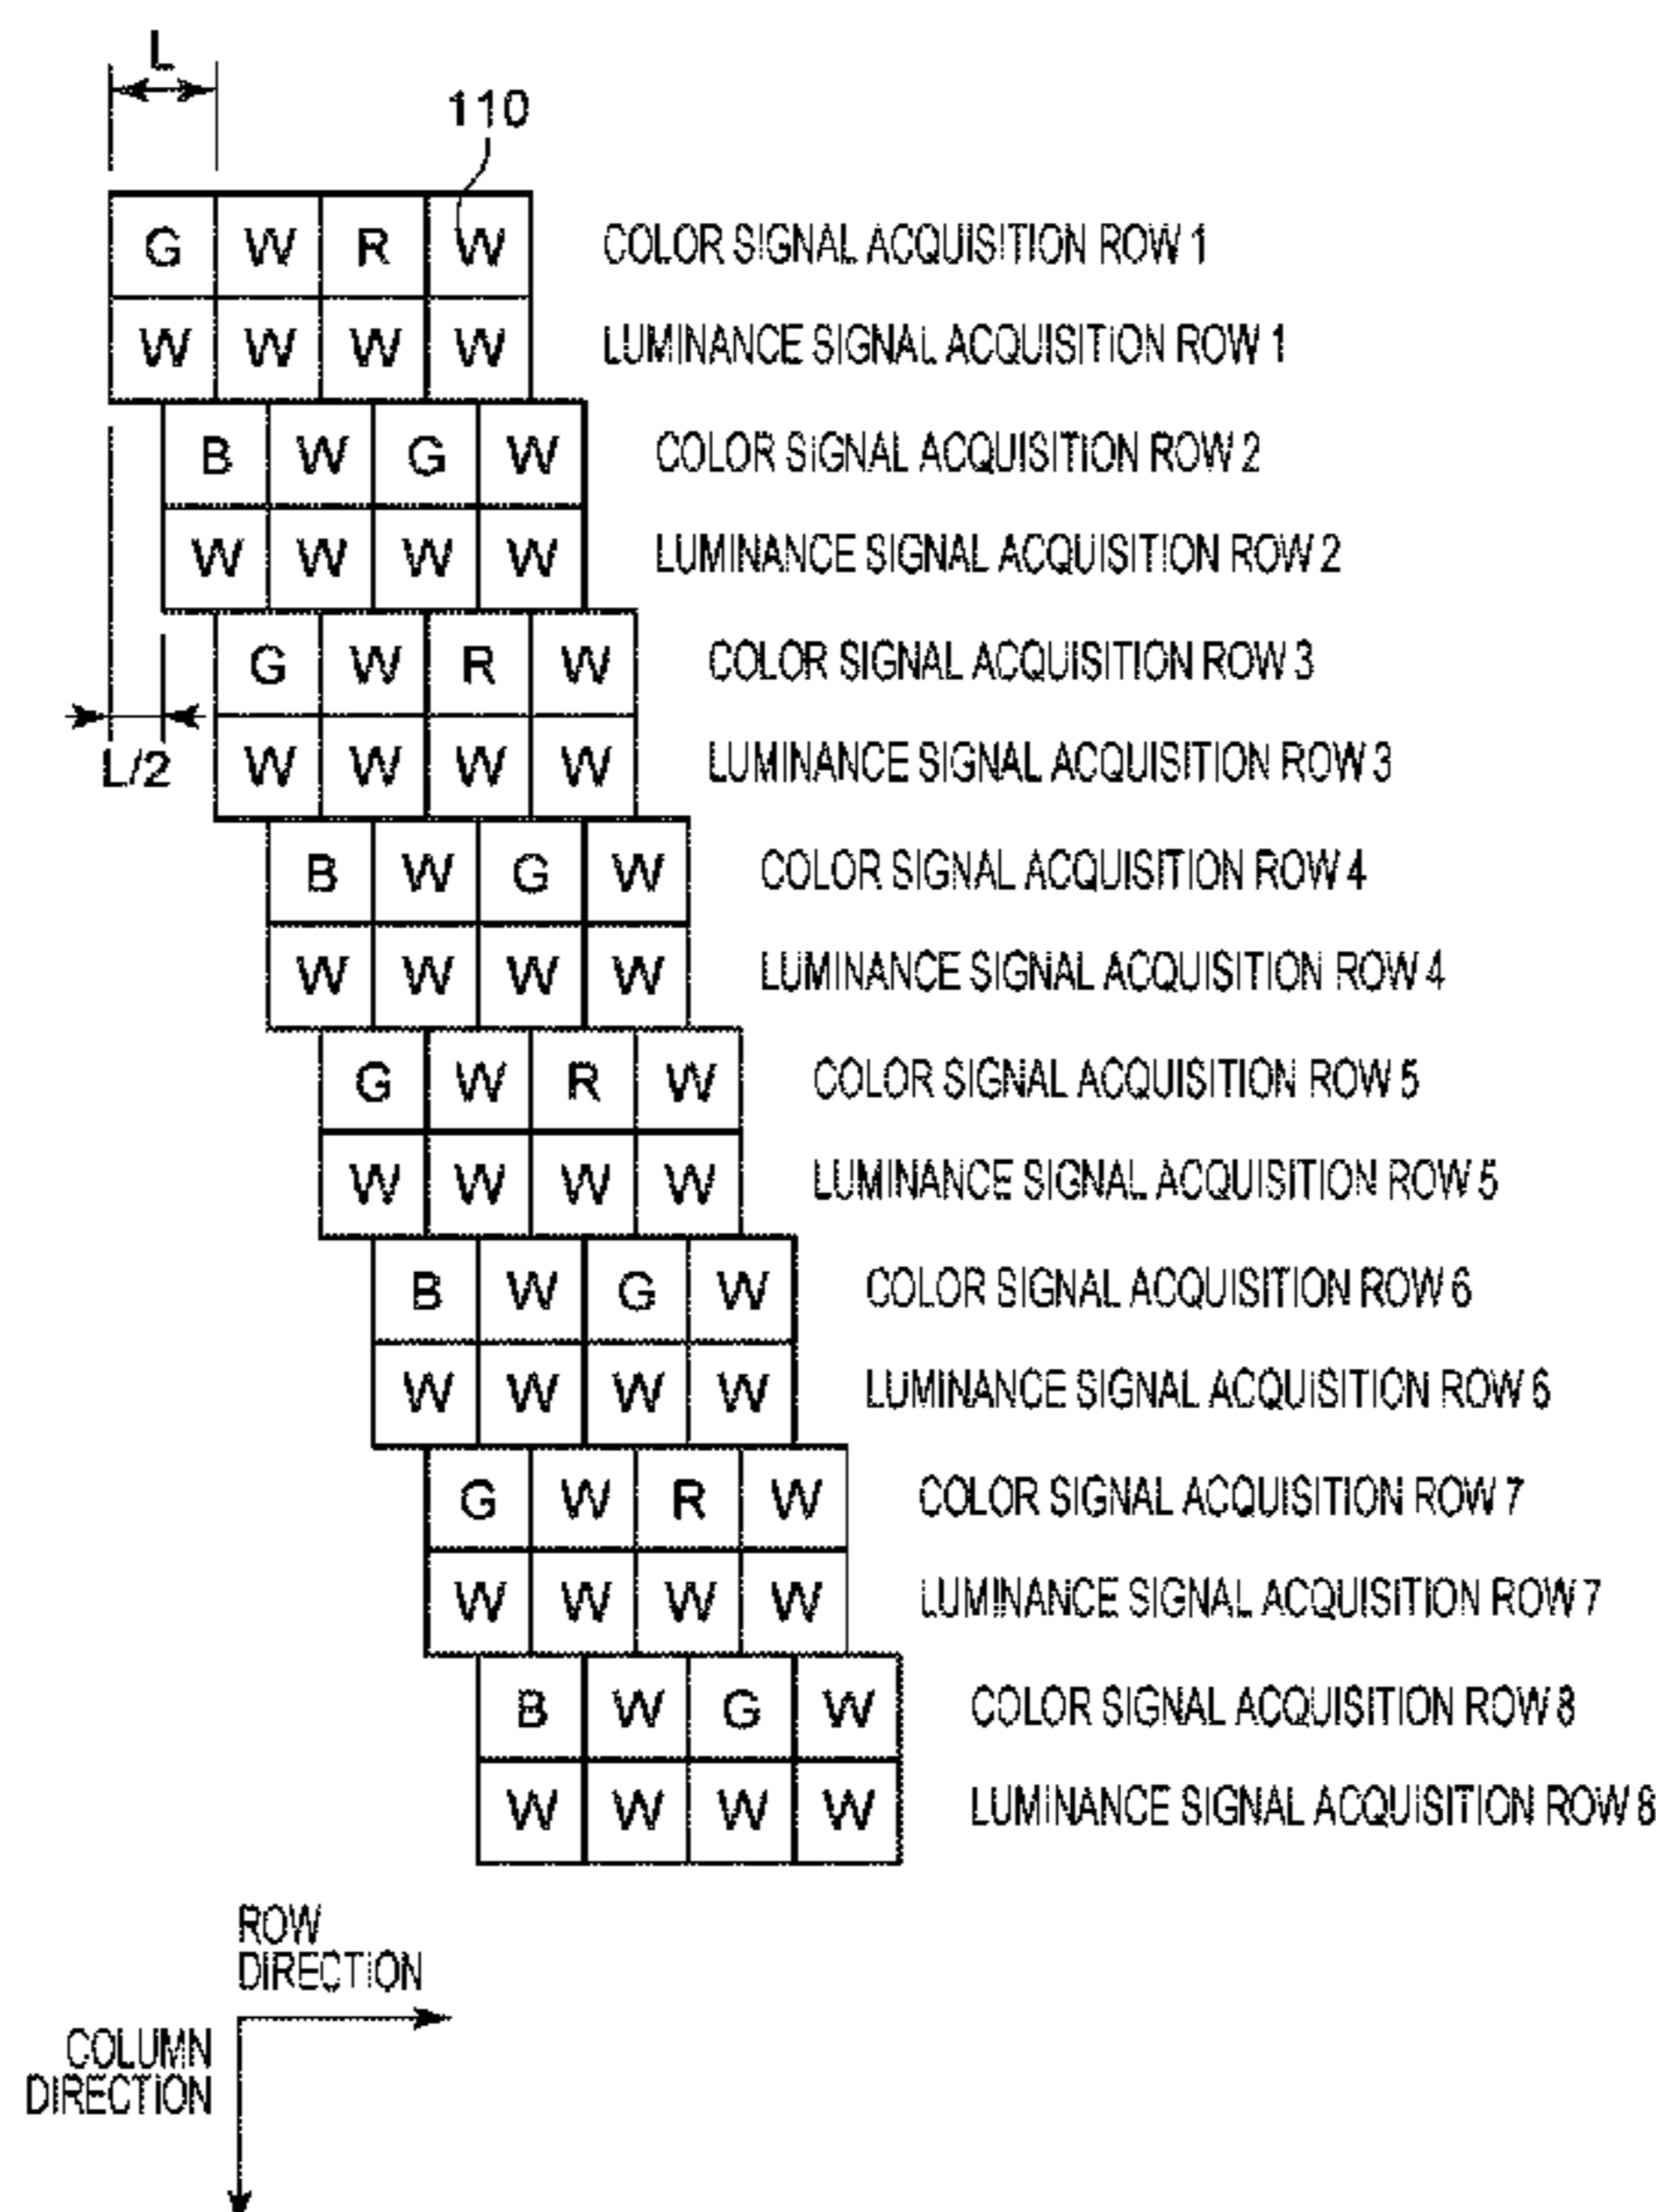 L
110
G W R W COLOR SIGNAL ACQUISITION ROW 1
W W W W LUMINANCE SIGNAL ACQUISITION ROW 1
B W G W COLOR SIGNAL ACQUISITION ROW 2
W W W W LUMINANCE SIGNAL ACQUISITION ROW 2
G W R W COLOR SIGNAL ACQUISITION ROW 3
L/2
W W W W LUMINANCE SIGNAL ACQUISITION ROW 3
B W G W COLOR SIGNAL ACQUISITION ROW 4
W W W W LUMINANCE SIGNAL ACQUISITION ROW 4
G W R W COLOR SIGNAL ACQUISITION ROW 5
W W W W LUMINANCE SIGNAL ACQUISITION ROW 5
B W G W COLOR SIGNAL ACQUISITION ROW 6
W W W W LUMINANCE SIGNAL ACQUISITION ROW 6
G W R W COLOR SIGNAL ACQUISITION ROW 7
W W W W LUMINANCE SIGNAL ACQUISITION ROW 7
B W G W COLOR SIGNAL ACQUISITION ROW 8
W W W W LUMINANCE SIGNAL ACQUISITION ROW 8
ROW
DIRECTION
COLUMN
DIRECTION